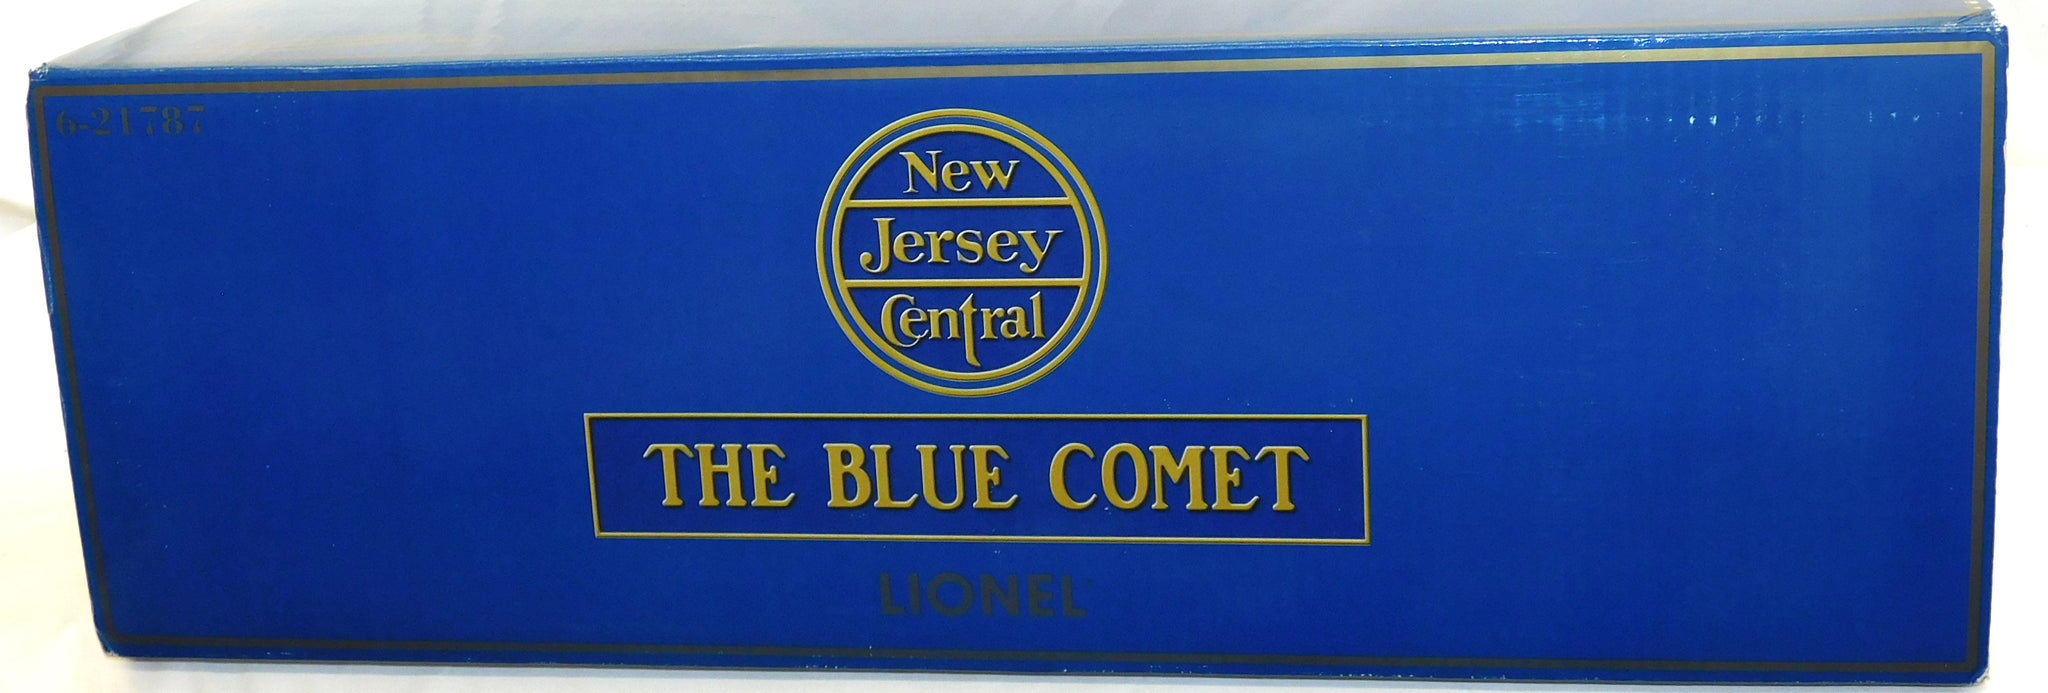 6-21787
New
Jersey
Central
THE BLUE COMET
LIONEL